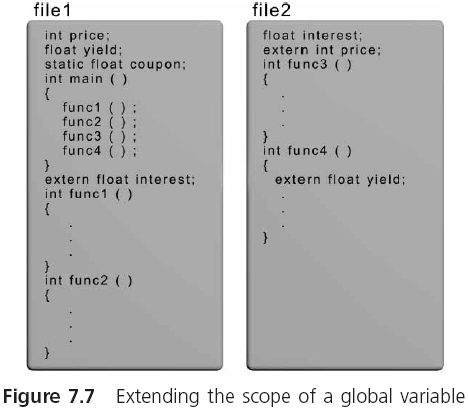 file1
int price;
float yield;
static float coupon;
int main ( )
{
func1 ( ) ;
func2 ( ) ;
func3 ( ) ;
func4 ( ) ;
}
extern float interest;
int func1 ( )
{
.
.
.
}
int func2 ( )
{
.
.
.
}
file2
float interest;
extern int price;
int func3 ( )
{
.
.
.
}
int func4 ( )
{
extern float yield;
.
.
.
}
Figure 7.7 Extending the scope of a global variable